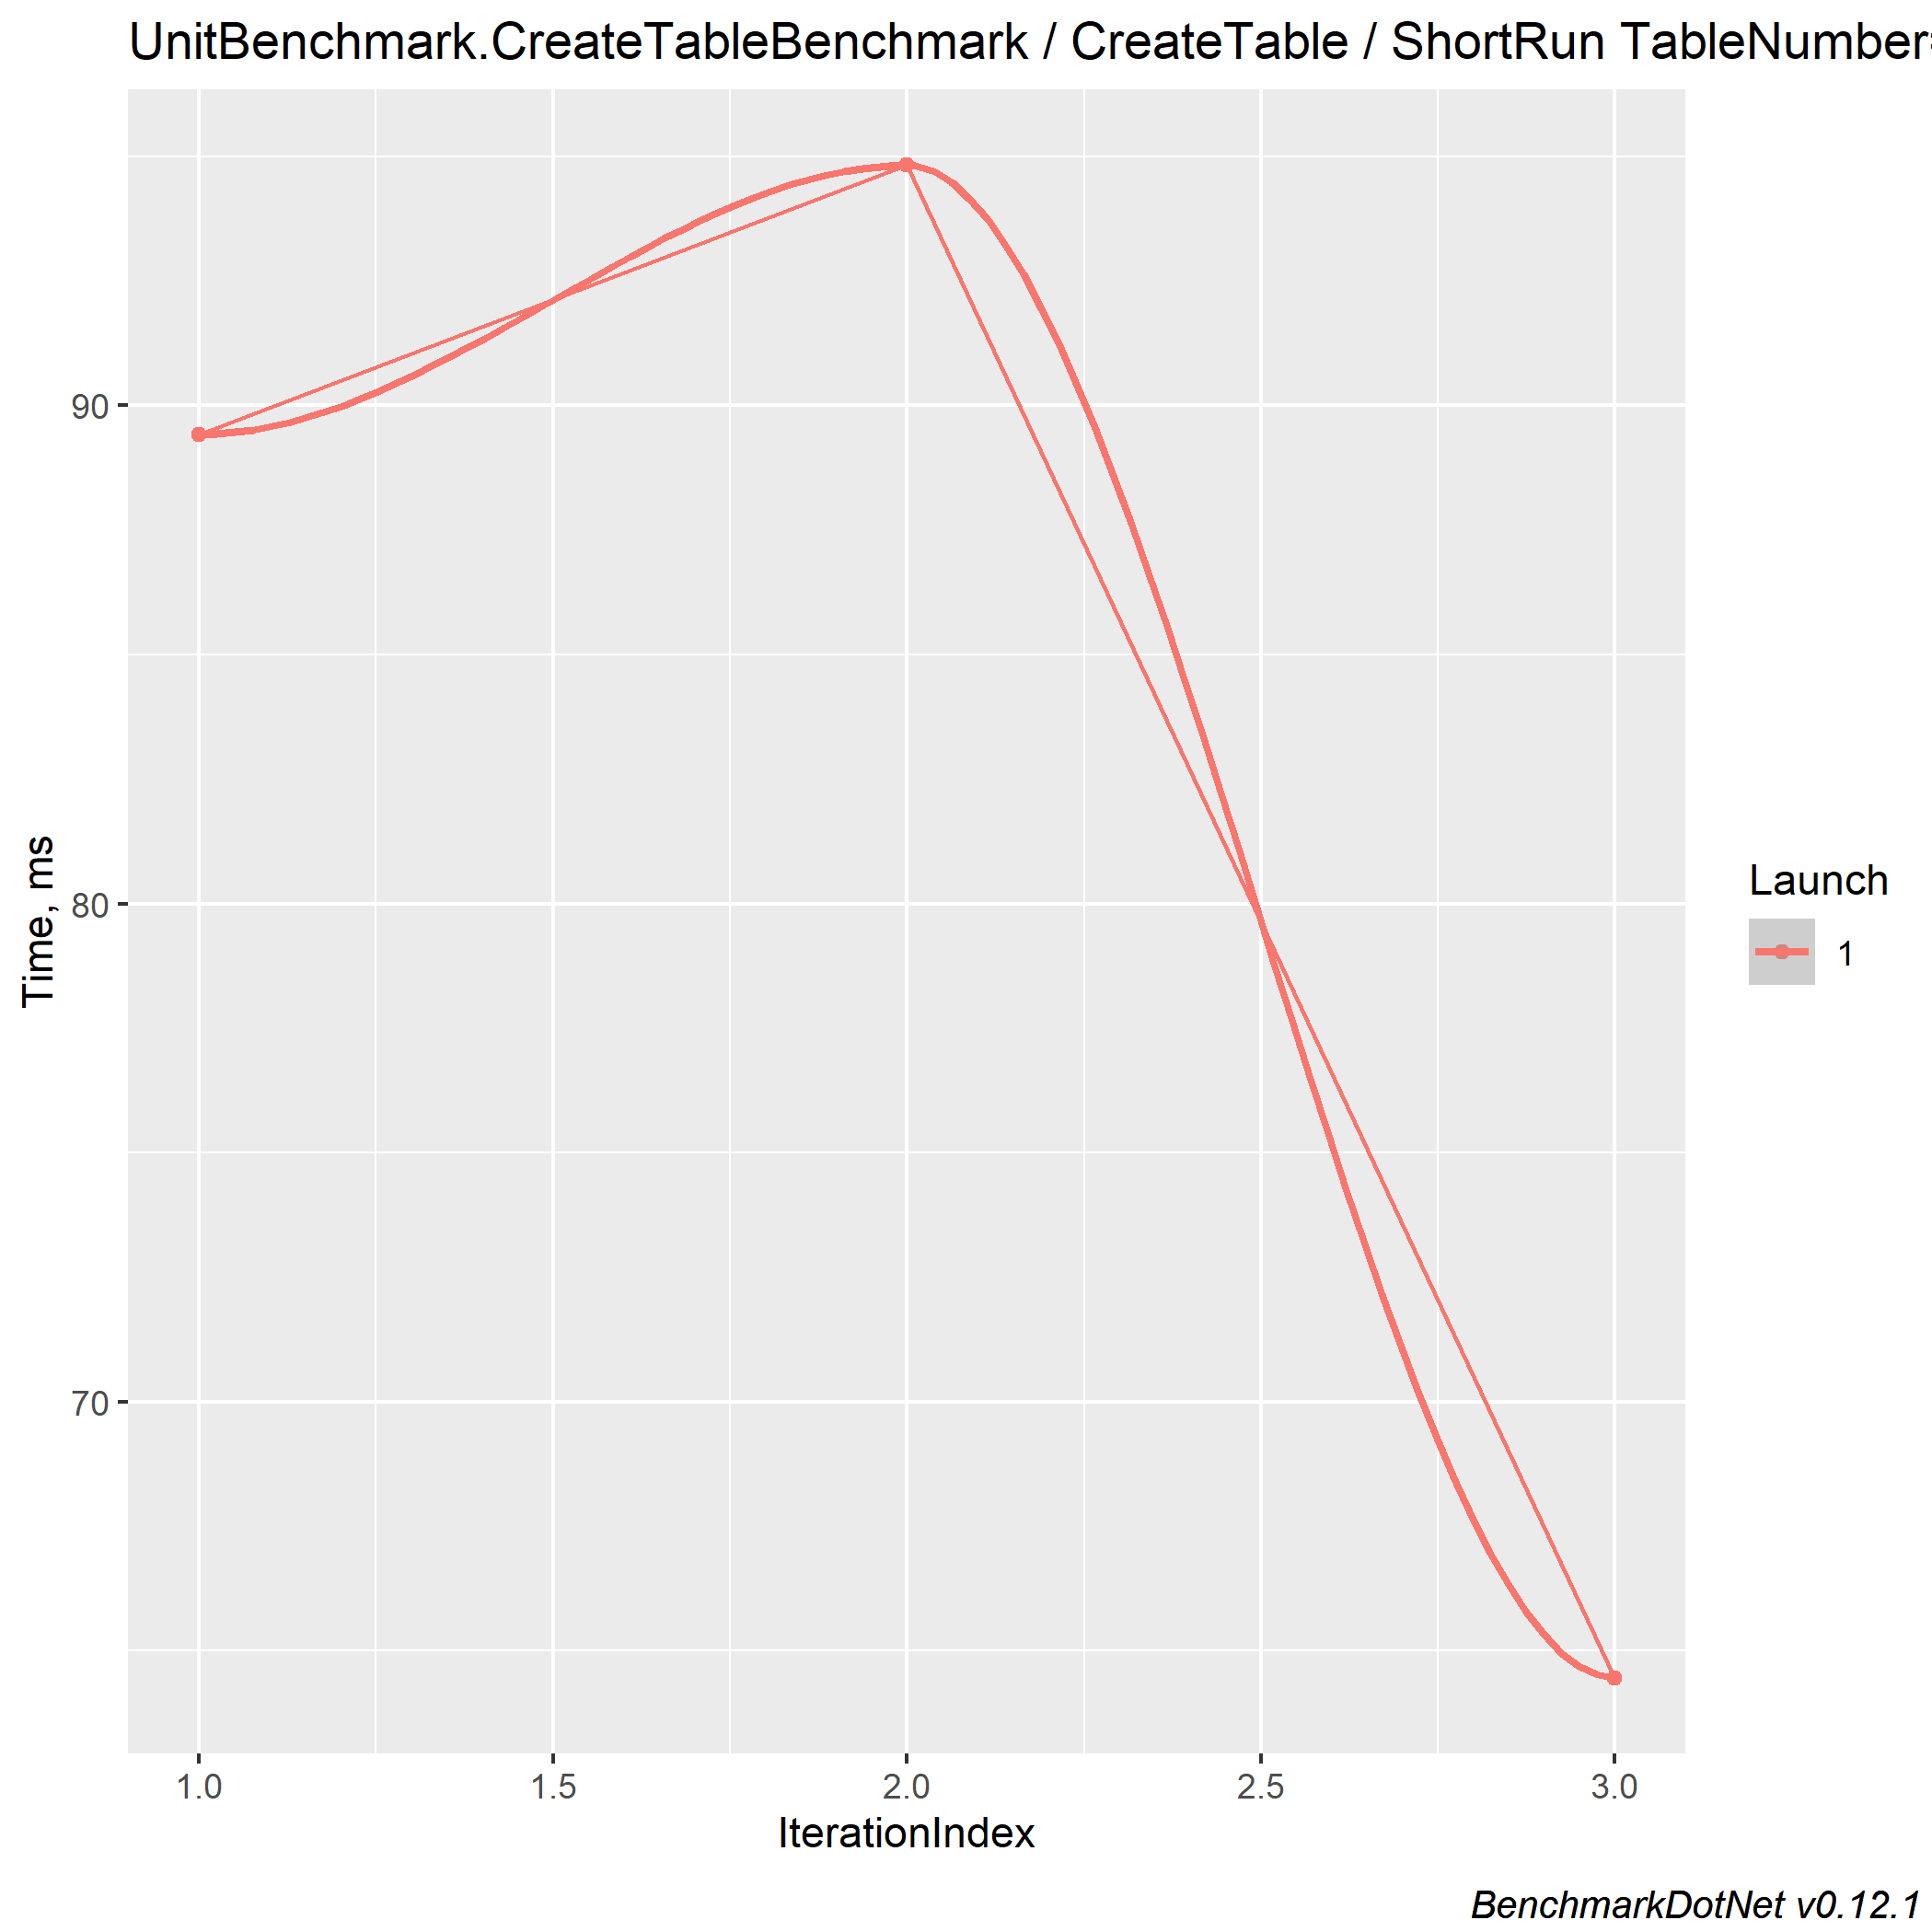 UnitBenchmark.CreateTableBenchmark / CreateTable / ShortRun TableNumber=
90
80
70
Time, ms
1.0 1.5 2.0 2.5 3.0
IterationIndex
Launch
1
BenchmarkDotNet v0.12.1